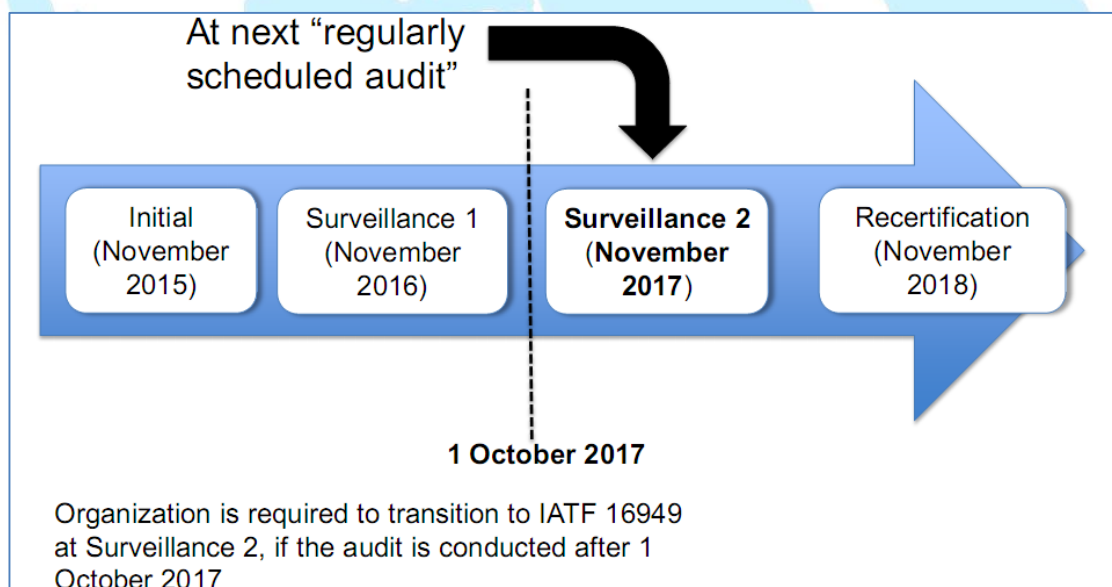 At next “regularly
scheduled audit”
Initial
(November
2015)
Surveillance 1
(November
2016)
Surveillance 2
(November
2017)
Recertification
(November
2018)
1 October 2017
Organization is required to transition to IATF 16949
at Surveillance 2, if the audit is conducted after 1
October 2017